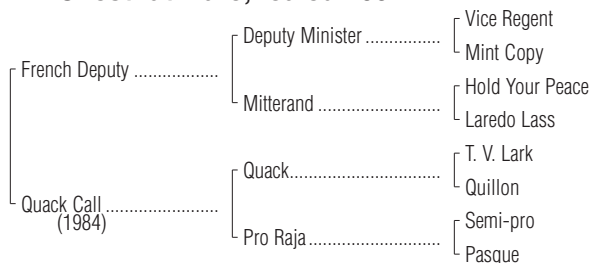 Vice Regent
Deputy Minister ................
Mint Copy
French Deputy ..................
Hold Your Peace
Mitterand ..........................
Laredo Lass
T. V. Lark
Quack................................
Quillon
Quack Call ........................
(1984)
Semi-pro
Pro Raja............................
Pasque